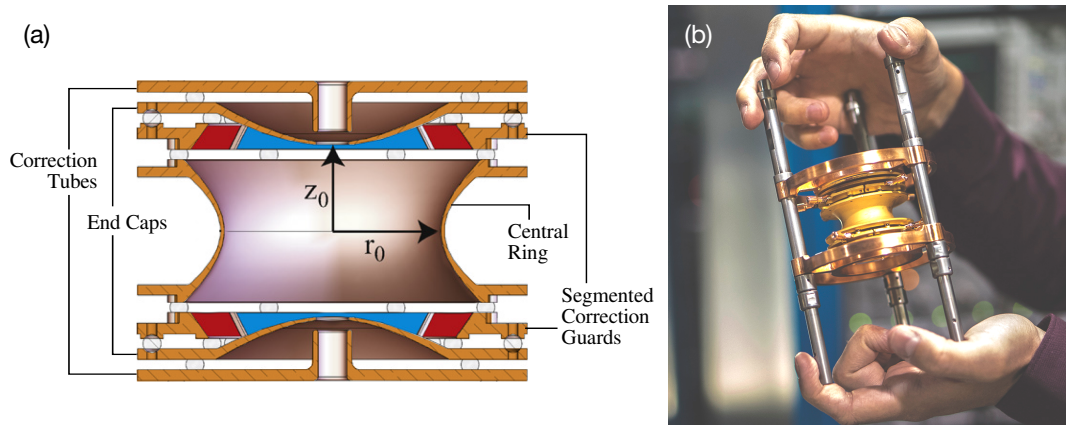 (a)
Correction
Tubes
End Caps
z0
r0
Central
Ring
Segmented
Correction
Guards
(b)